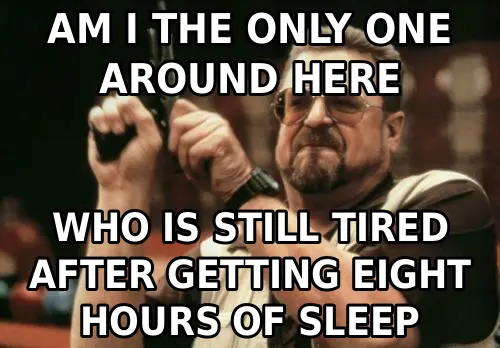 AM I THE ONLY ONE
AROUND HERE
WHO IS STILL TIRED
AFTER GETTING EIGHT
HOURS OF SLEEP